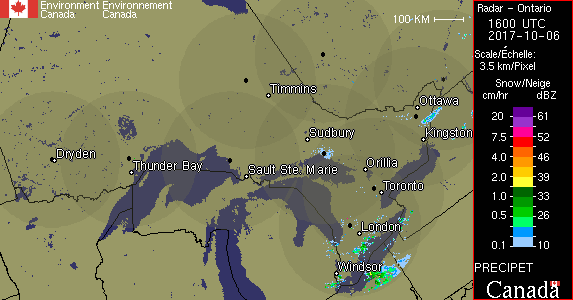 Environment Environnement
Canada Canada
100 KM
Timmins
Ottawa
Sudbury
Kingston
Dryden
Thunder Bay
Sault Ste. Marie
Orillia
Toronto
London
Windsor
Radar - Ontario
1600 UTC
2017-10-06
Scale/Échelle:
3.5 km/Pixel
Snow/Neige
cm/hr dBZ
20 61
7.5 52
4.0 46
2.0 39
1.0 33
0.5 26
0.1 10
PRECIPET
Canada